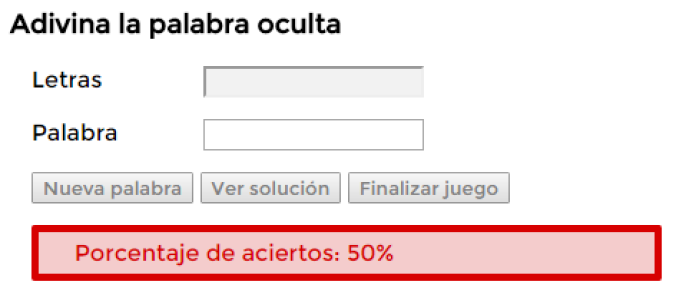 Adivina la palabra oculta
Letras
Palabra
Nueva palabra Ver solución Finalizar juego
Porcentaje de aciertos: 50%